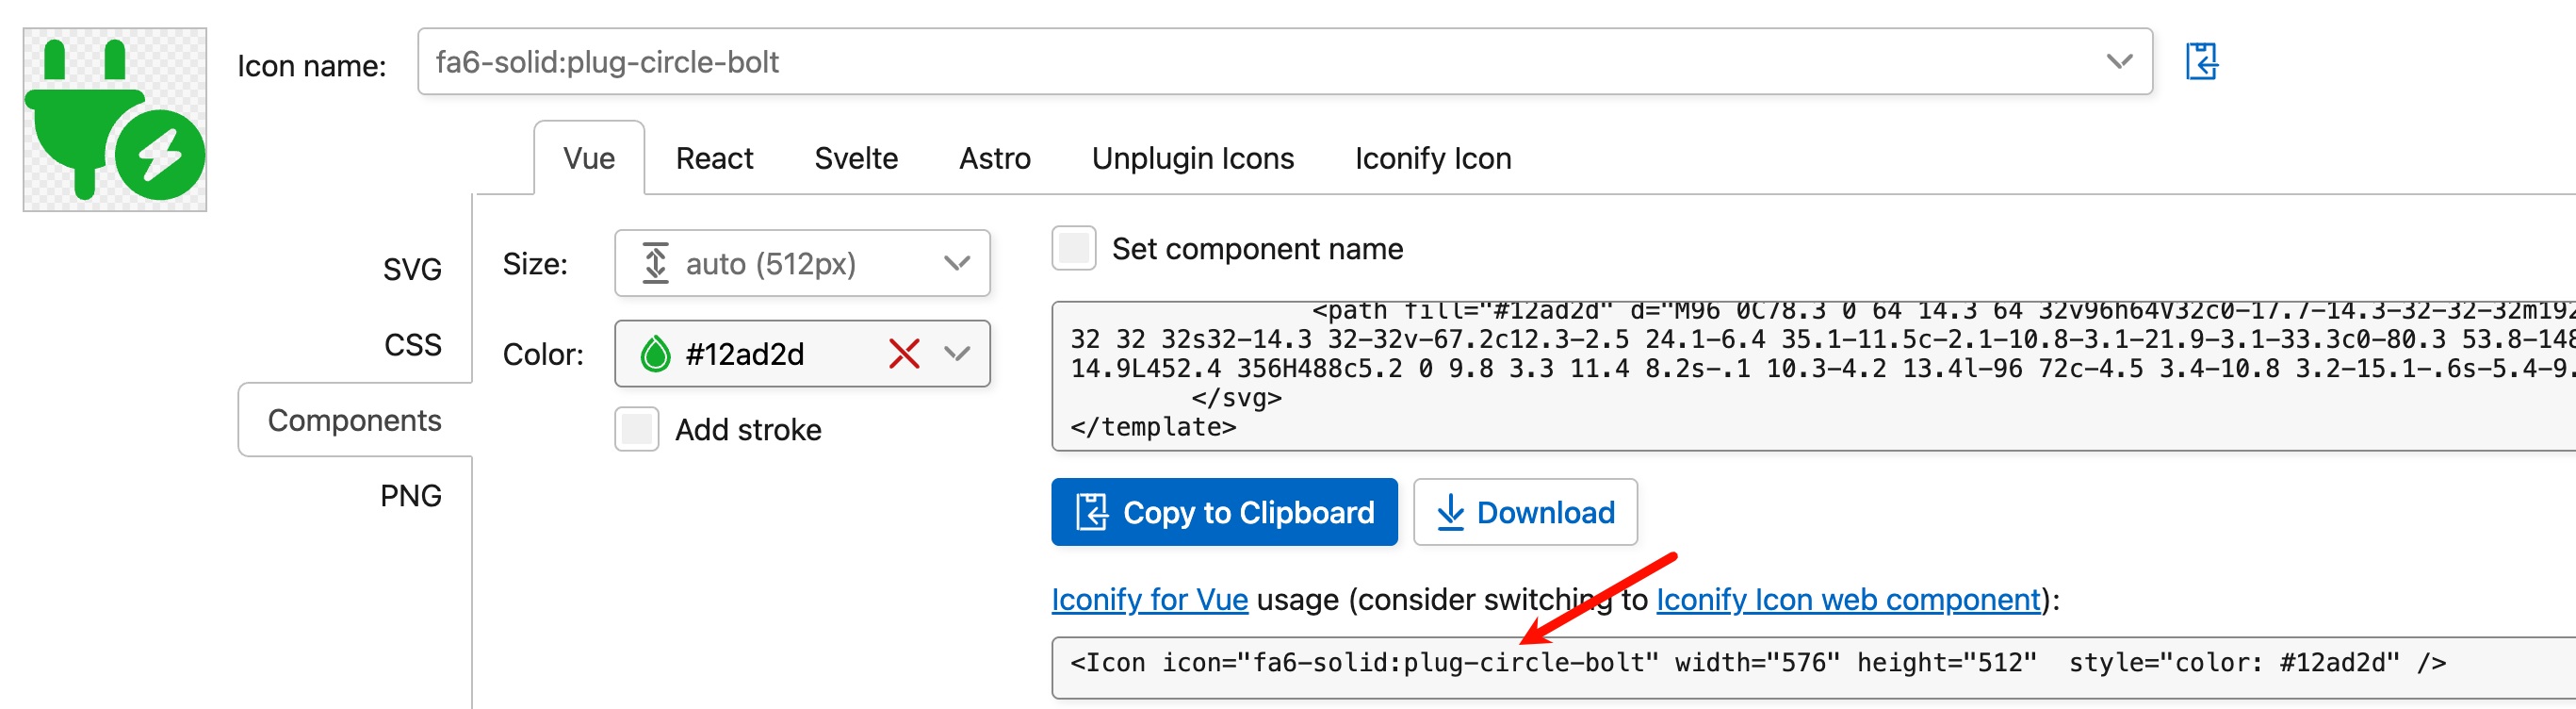 Icon name: fa6-solid:plug-circle-bolt
Vue React Svelte Astro Unplugin Icons Iconify Icon
SVG
CSS
Components
PNG
Size: auto (512px)
Color: #12ad2d
Add stroke
Set component name
<path fill="#12ad2d" d="M96 0C78.3 0 64 14.3 64 32v96h64V32c0-17.7-14.3-32-32-32m192
32 32 32s32-14.3 32-32v-67.2c12.3-2.5 24.1-6.4 35.1-11.5c-2.1-10.8-3.1-21.9-3.1-33.3c0-80.3 53.8-148
14.9L452.4 356H488c5.2 0 9.8 3.3 11.4 8.2s-.1 10.3-4.2 13.4l-96 72c-4.5 3.4-10.8 3.2-15.1-.6s-5.4-9.
</svg>
</template>
Copy to Clipboard Download
Iconify for Vue usage (consider switching to Iconify Icon web component):
<Icon icon="fa6-solid:plug-circle-bolt" width="576" height="512"  style="color: #12ad2d" />